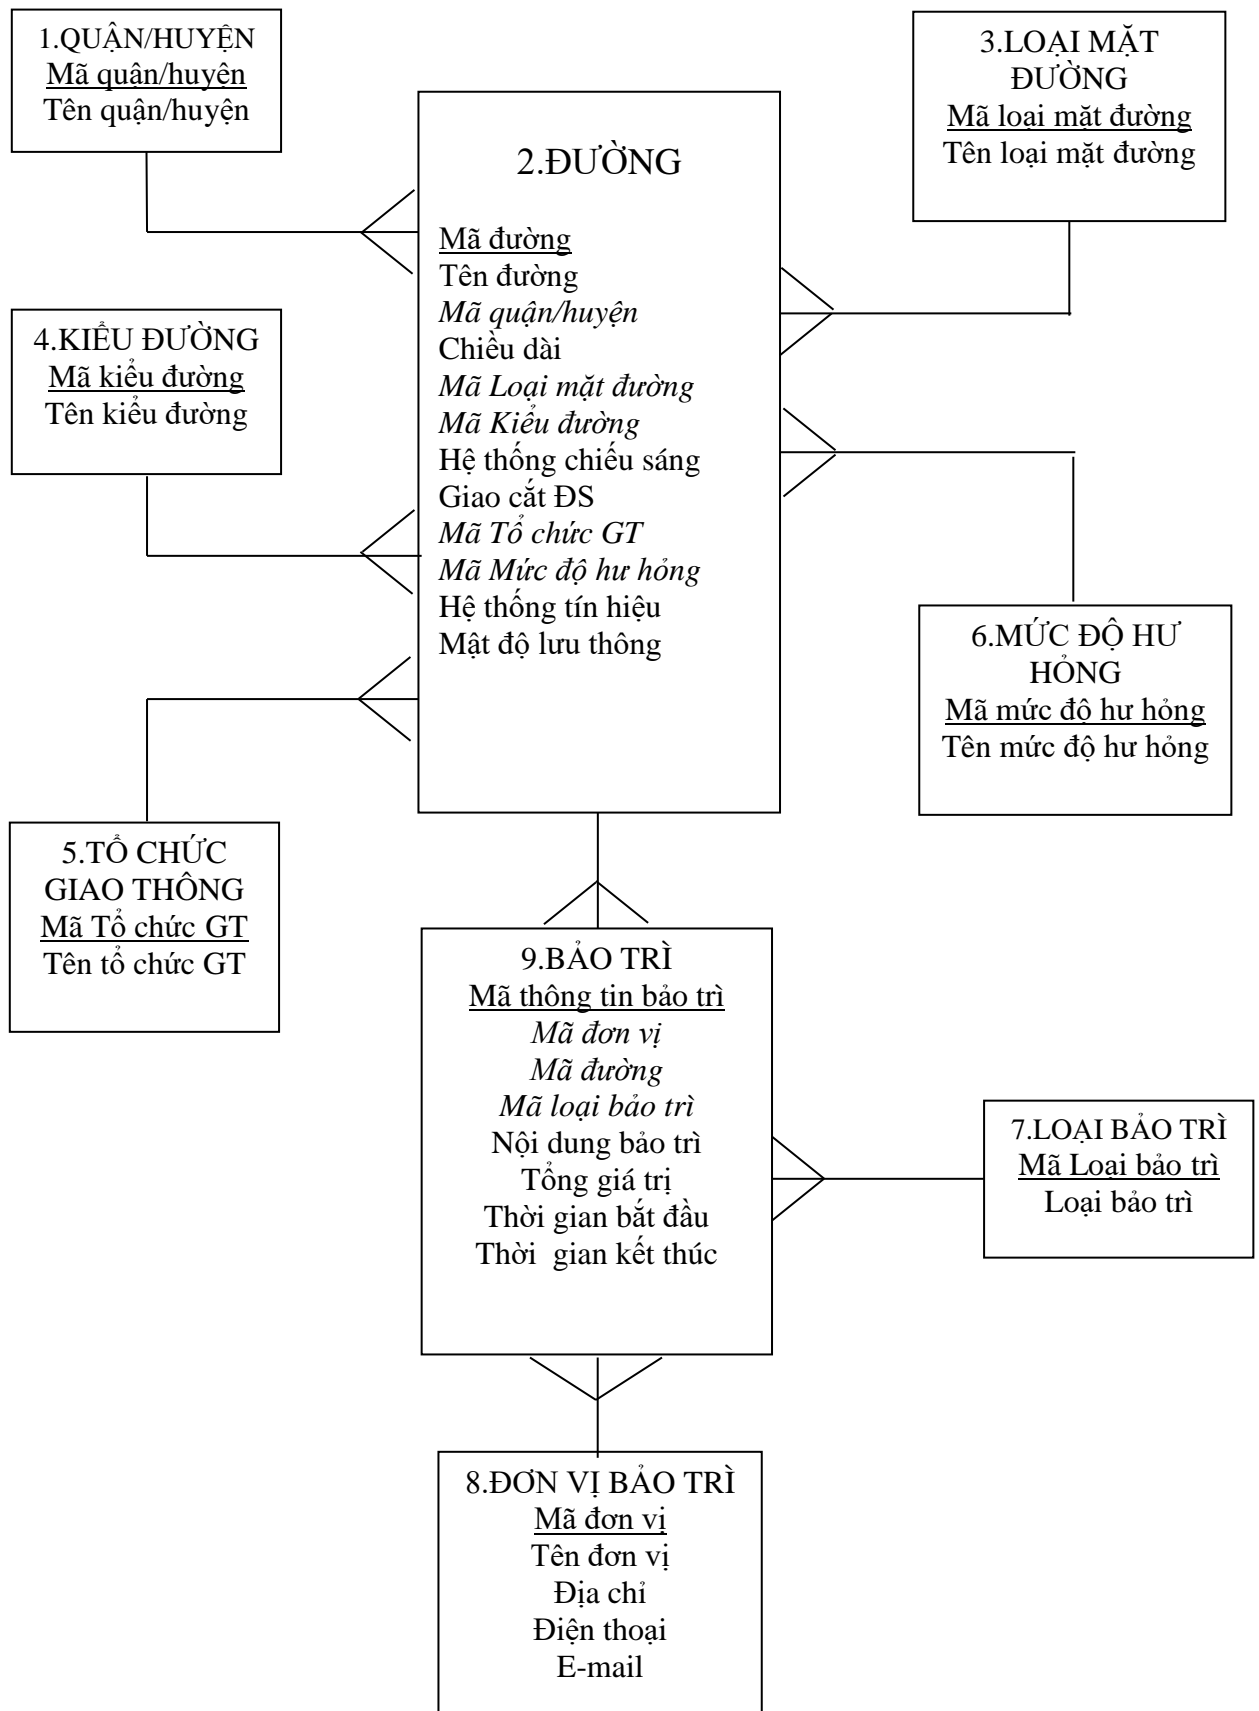 1.QUẬN/HUYỆN
Mã quận/huyện
Tên quận/huyện
2.ĐƯỜNG
Mã đường
Tên đường
Mã quận/huyện
Chiều dài
Mã Loại mặt đường
Mã Kiểu đường
Hệ thống chiếu sáng
Giao cắt ĐS
Mã Tổ chức GT
Mã Mức độ hư hỏng
Hệ thống tín hiệu
Mật độ lưu thông
3.LOẠI MẶT
ĐƯỜNG
Mã loại mặt đường
Tên loại mặt đường
4.KIỂU ĐƯỜNG
Mã kiểu đường
Tên kiểu đường
5.TỔ CHỨC
GIAO THÔNG
Mã Tổ chức GT
Tên tổ chức GT
6.MỨC ĐỘ HƯ
HỎNG
Mã mức độ hư hỏng
Tên mức độ hư hỏng
9.BẢO TRÌ
Mã thông tin bảo trì
Mã đơn vị
Mã đường
Mã loại bảo trì
Nội dung bảo trì
Tổng giá trị
Thời gian bắt đầu
Thời gian kết thúc
7.LOẠI BẢO TRÌ
Mã Loại bảo trì
Loại bảo trì
8.ĐƠN VỊ BẢO TRÌ
Mã đơn vị
Tên đơn vị
Địa chỉ
Điện thoại
E-mail